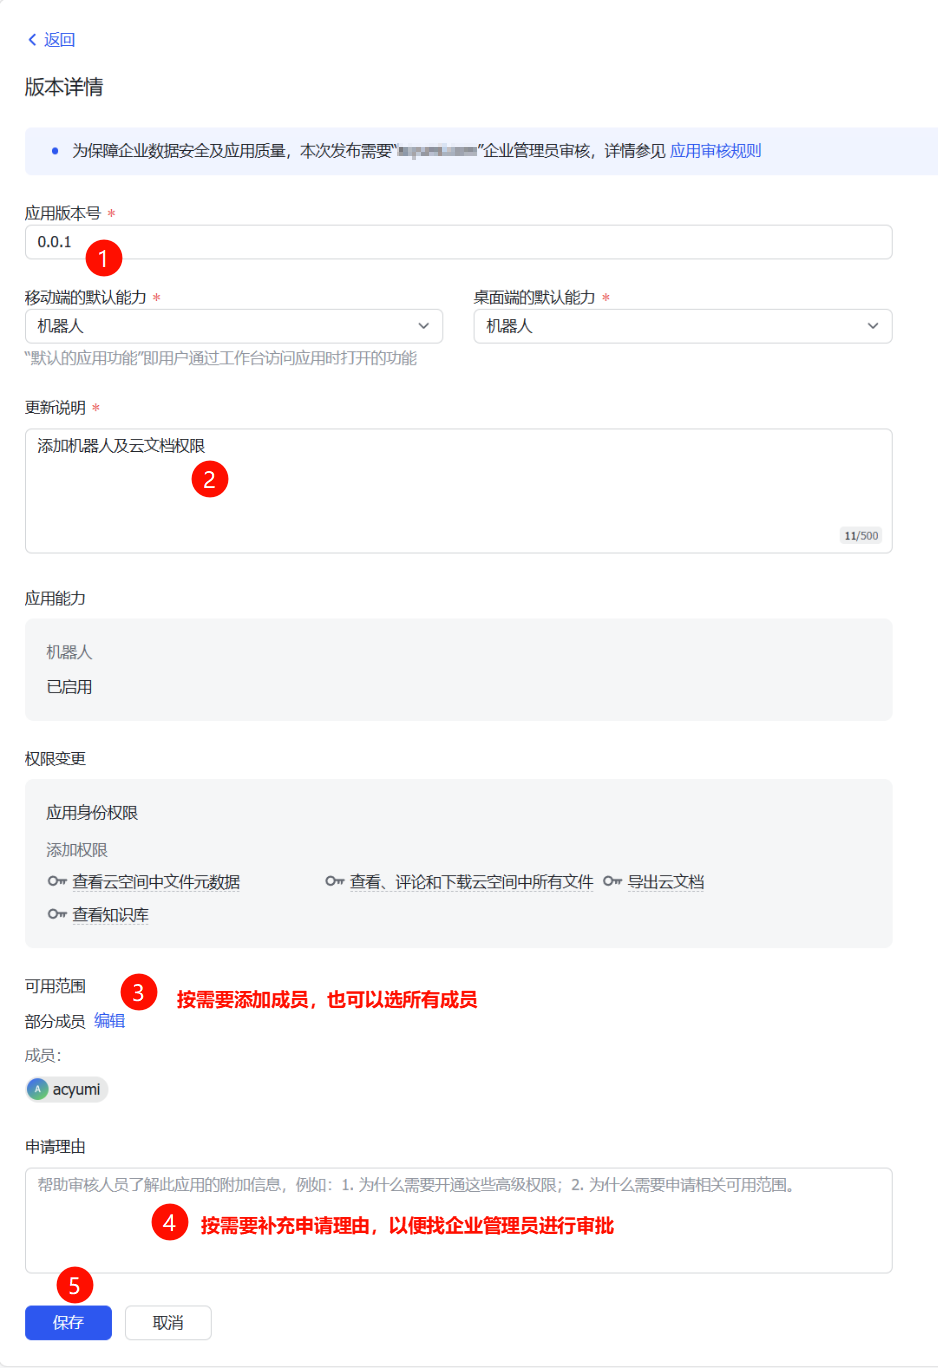 返回
版本详情
为保障企业数据安全及应用质量，本次发布需要“”企业管理员审核，详情参见 应用审核规则
应用版本号 *
0.0.1
1
移动端的默认能力 * 桌面端的默认能力 *
机器人 机器人
“默认的应用功能”即用户通过工作台访问应用时打开的功能
更新说明 *
添加机器人及云文档权限
2
11/500
应用能力
机器人
已启用
权限变更
应用身份权限
添加权限
查看云空间中文件元数据 查看、评论和下载云空间中所有文件 导出云文档
查看知识库
可用范围
3 按需要添加成员，也可以选所有成员
部分成员 编辑
成员：
A acyumi
申请理由
帮助审核人员了解此应用的附加信息，例如：1. 为什么需要开通这些高级权限；2. 为什么需要申请相关可用范围。
4 按需要补充申请理由，以便找企业管理员进行审批
5
保存 取消